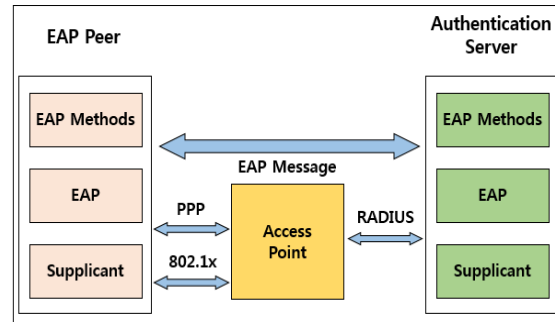 EAP Peer
Authentication
Server
EAP Methods
EAP
Supplicant
EAP Message
PPP
802.1x
Access
Point
RADIUS
EAP Methods
EAP
Supplicant